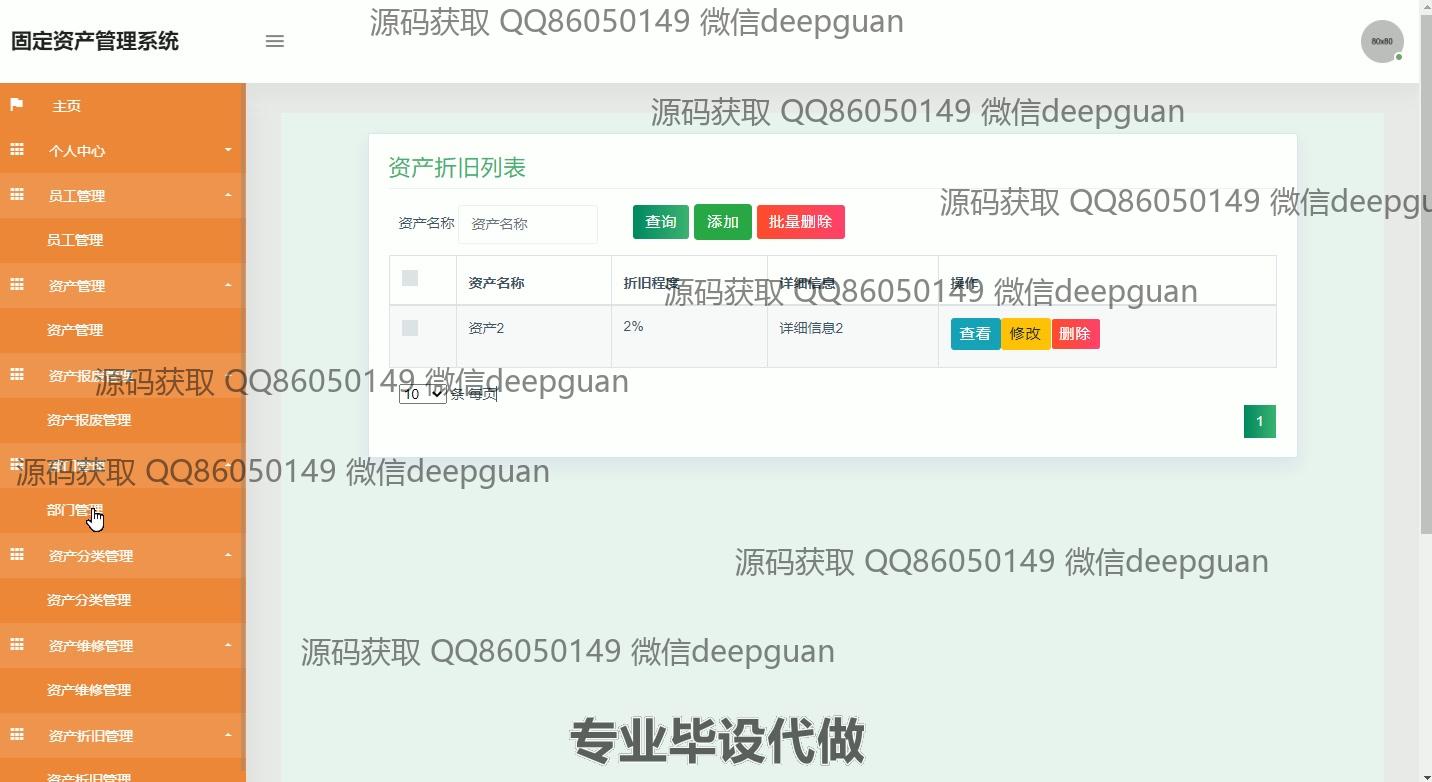 固定资产管理系统
源码获取 QQ86050149 微信deepguan
80x80
主页
源码获取 QQ86050149 微信deepguan
个人中心
资产折旧列表
员工管理
源码获取 QQ86050149 微信deepgu
资产名称
资产名称
查询
添加
批量删除
员工管理
资产管理
资产名称
折旧程度
详细信息
操作
源码获取 QQ86050149 微信deepguan
资产管理
资产2
2%
详细信息2
查看
修改
删除
资产报废管理
源码获取 QQ86050149 微信deepguan
10
条 每页
资产报废管理
1
部门管理
源码获取 QQ86050149 微信deepguan
部门管理
资产分类管理
源码获取 QQ86050149 微信deepguan
资产分类管理
资产维修管理
源码获取 QQ86050149 微信deepguan
资产维修管理
资产折旧管理
专业毕设代做
资产折旧管理